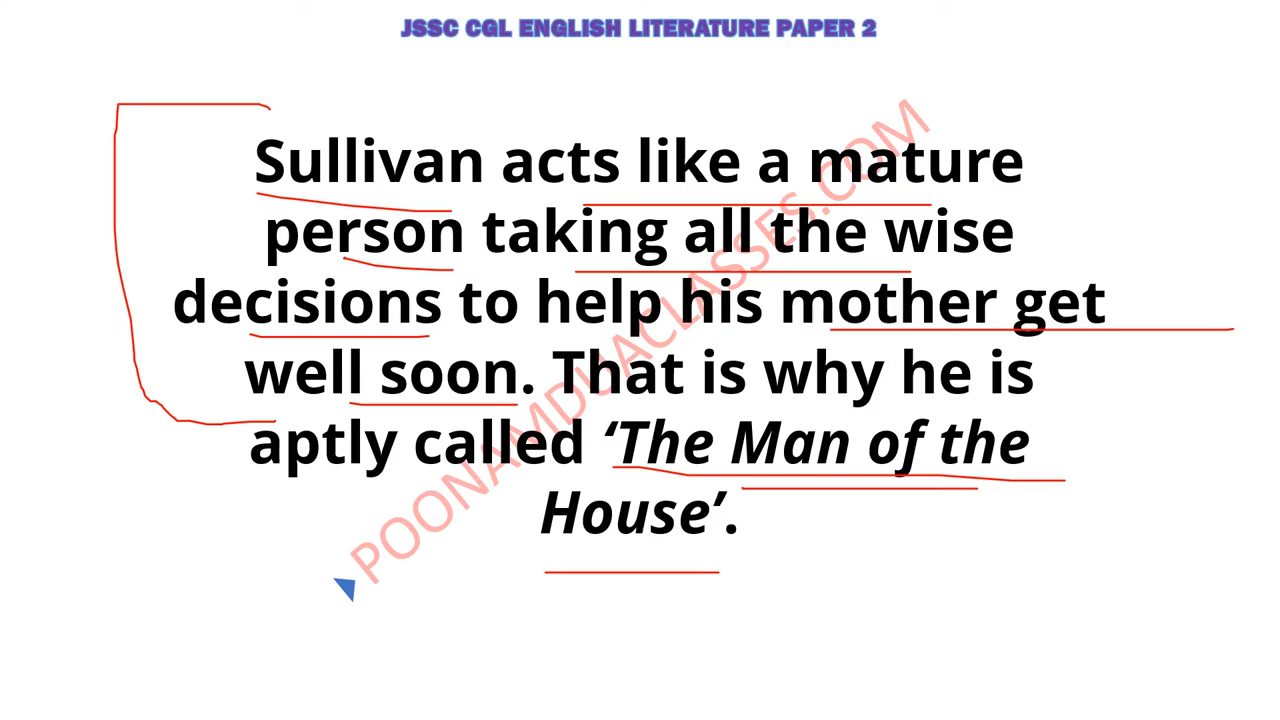 JSSC CGL ENGLISH LITERATURE PAPER 2
Sullivan acts like a mature
person taking all the wise
decisions to help his mother get
well soon. That is why he is
aptly called ‘The Man of the
House’.
POONAMDUACLASSES.COM